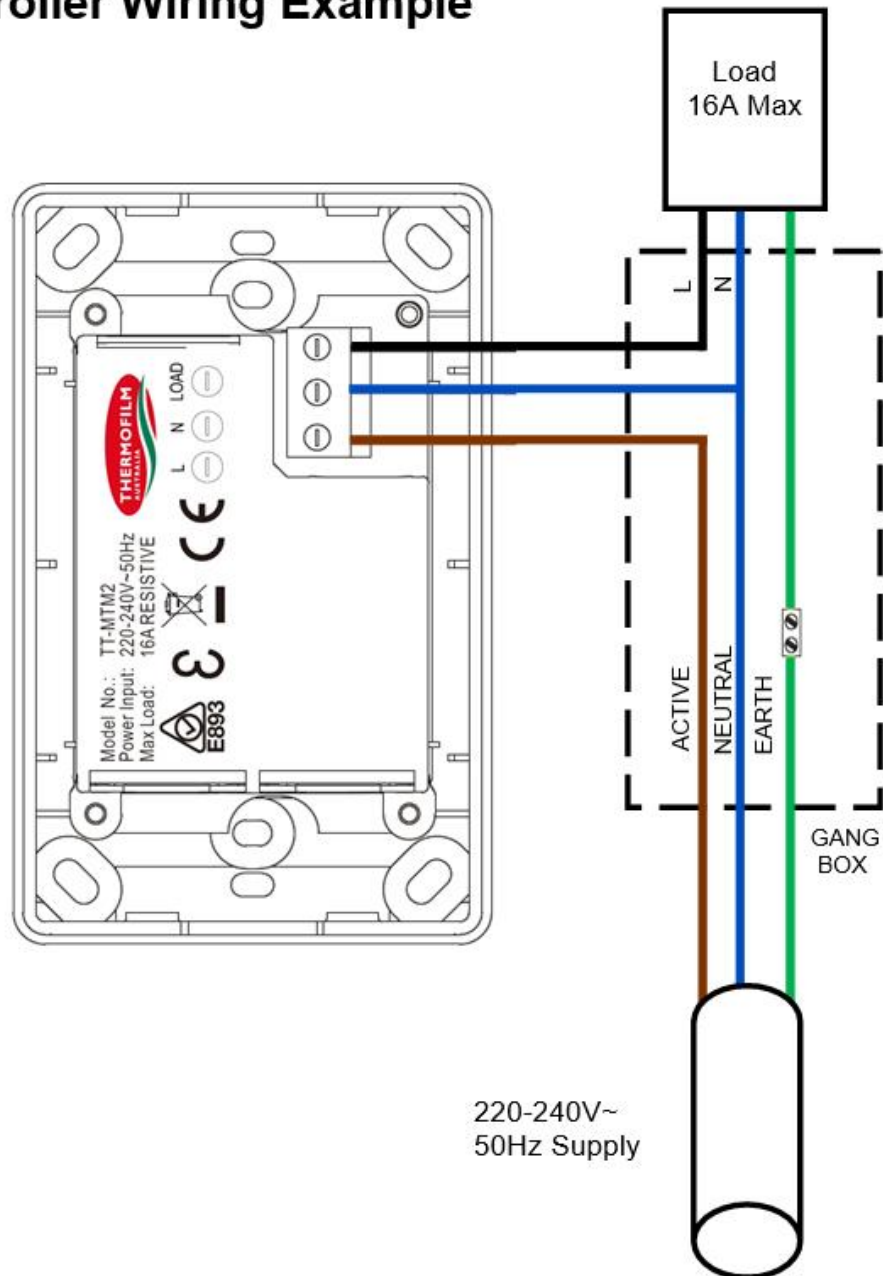 roller Wiring Example
Load
16A Max
L
N
LOAD
N
L
THERMOFILM
AUSTRALIA
Model No.: TT-MTM2
Power Input: 220-240V~50Hz
Max Load: 16A RESISTIVE
CE
E893
ACTIVE
NEUTRAL
EARTH
GANG
BOX
220-240V~
50Hz Supply